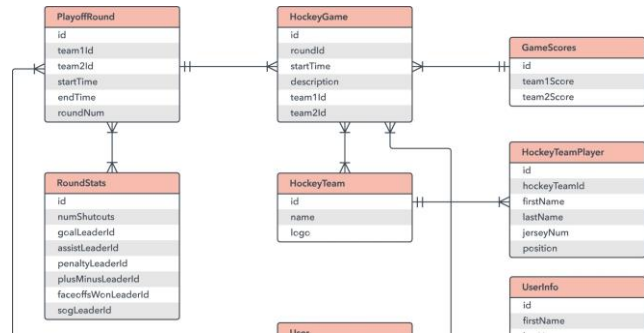 PlayoffRound
id
team1Id
team2Id
startTime
endTime
roundNum
HockeyGame
id
roundId
startTime
description
team1Id
team2Id
GameScores
id
team1Score
team2Score
RoundStats
id
numShutouts
goalLeaderId
assistLeaderId
penaltyLeaderId
plusMinusLeaderId
faceoffsWonLeaderId
sogLeaderId
HockeyTeam
id
name
logo
HockeyTeamPlayer
id
hockeyTeamId
firstName
lastName
jerseyNum
position
User
UserInfo
id
firstName